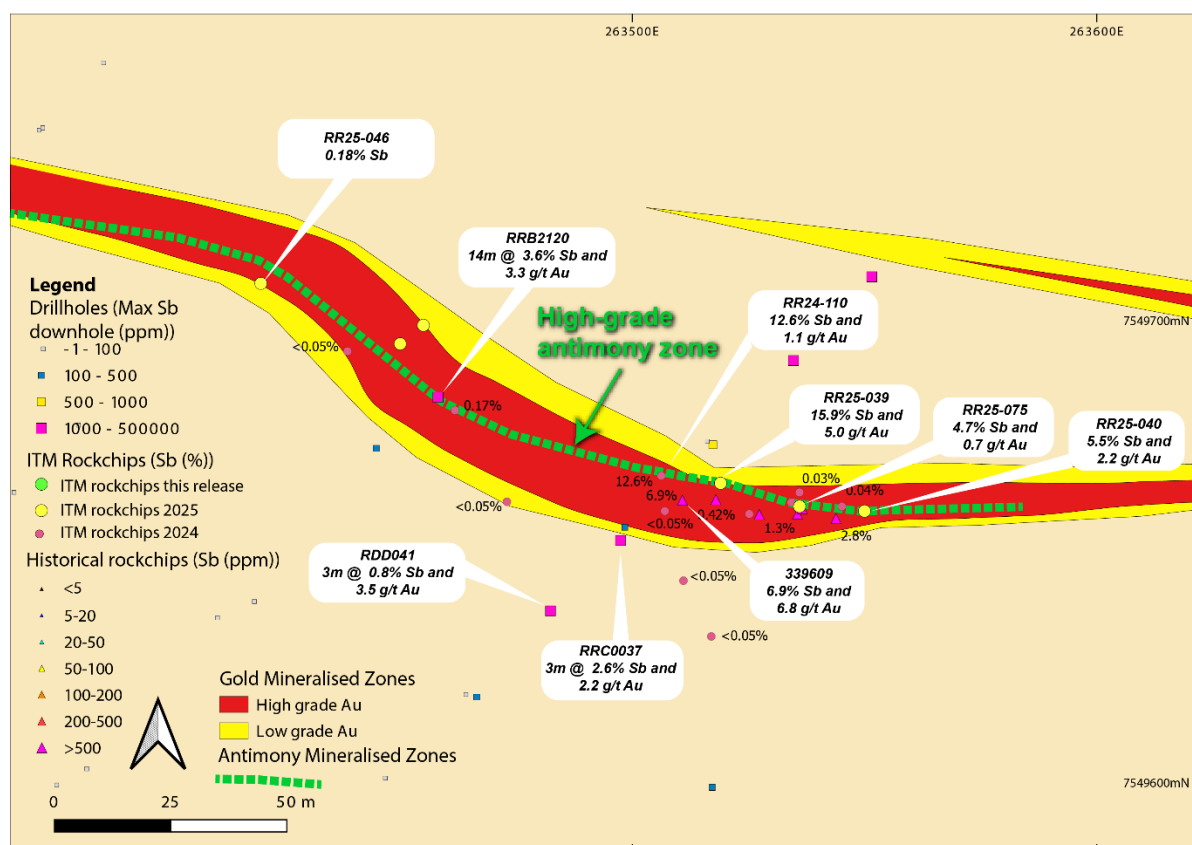 263500E
263600E
RR25-046
0.18% Sb
RRB2120
14m @ 3.6% Sb and
3.3 g/t Au
High-grade
antimony zone
RR24-110
12.6% Sb and
1.1 g/t Au
7549700mN
RR25-039
15.9% Sb and
5.0 g/t Au
RR25-075
4.7% Sb and
0.7 g/t Au
RR25-040
5.5% Sb and
2.2 g/t Au
<0.05%
0.17%
12.6%
6.9%
<0.05%
0.42%
1.3%
0.03%
0.04%
2.8%
<0.05%
<0.05%
<0.05%
RDD041
3m @ 0.8% Sb and
3.5 g/t Au
RRC0037
3m @ 2.6% Sb and
2.2 g/t Au
339609
6.9% Sb and
6.8 g/t Au
7549600mN
Legend
Drillholes (Max Sb
downhole (ppm))
-1 - 100
100 - 500
500 - 1000
1000 - 500000
ITM Rockchips (Sb (%))
ITM rockchips this release
ITM rockchips 2025
ITM rockchips 2024
Historical rockchips (Sb (ppm))
<5
5-20
20-50
50-100
100-200
200-500
>500
Gold Mineralised Zones
High grade Au
Low grade Au
Antimony Mineralised Zones
0 25 50 m